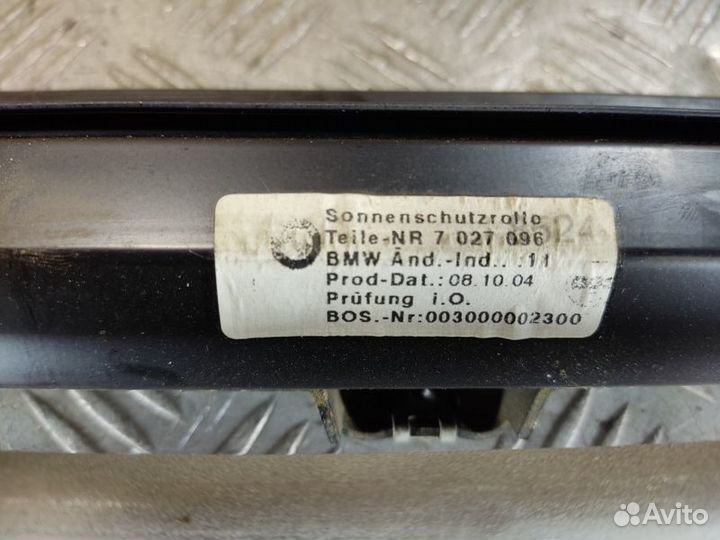 Sonnenschutzrollo
Teile-NR 7 027 096
BMW Änd.-Ind..:11
Prod-Dat.:08.10.04
Prüfung i.O.
BOS.-Nr:003000002300
Avito